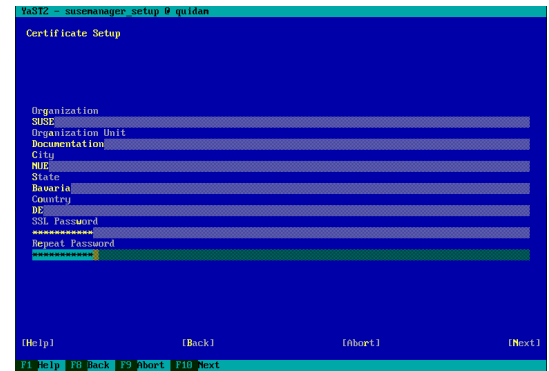 YaST2 - susemanager_setup @ quidam
Certificate Setup
Organization
SUSE
Organization Unit
Documentation
City
NUE
State
Bavaria
Country
DE
SSL Password
***********
Repeat Password
***********
[Help] [Back] [Abort] [Next]
F1 Help F8 Back F9 Abort F10 Next